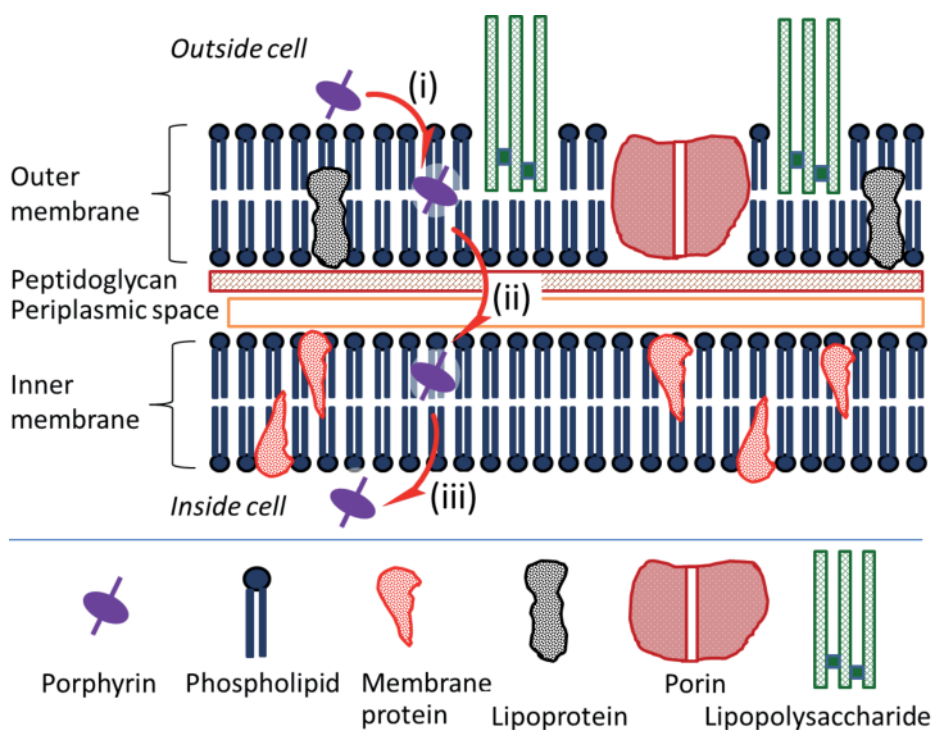 Outside cell
(i)
Outer
membrane
Peptidoglycan
Periplasmic space
(ii)
Inner
membrane
Inside cell
(iii)
Porphyrin
Phospholipid
Membrane
protein
Lipoprotein
Porin
Lipopolysaccharide